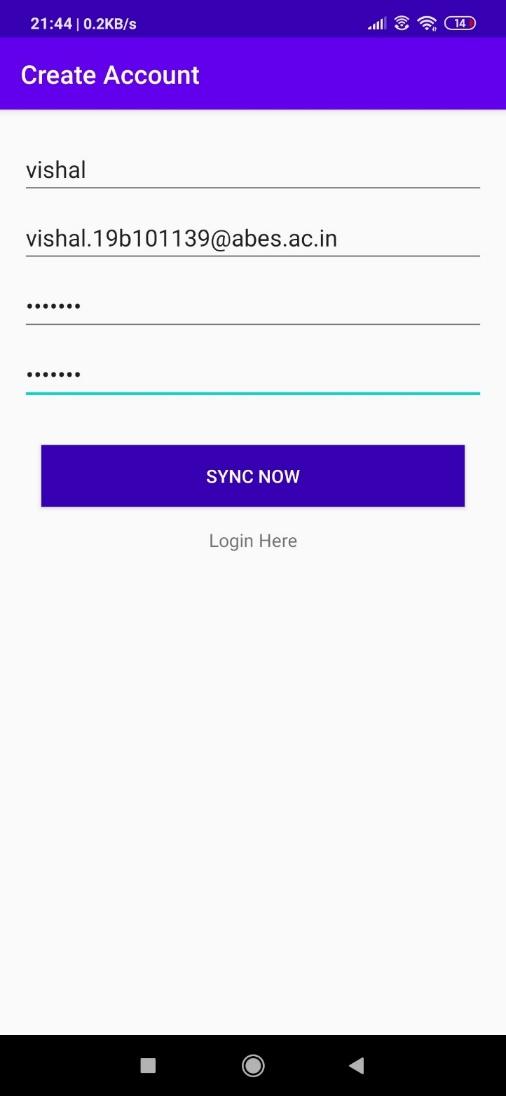 21:44 | 0.2KB/s 14
Create Account
vishal
vishal.19b101139@abes.ac.in
•••••••
•••••••
SYNC NOW
Login Here